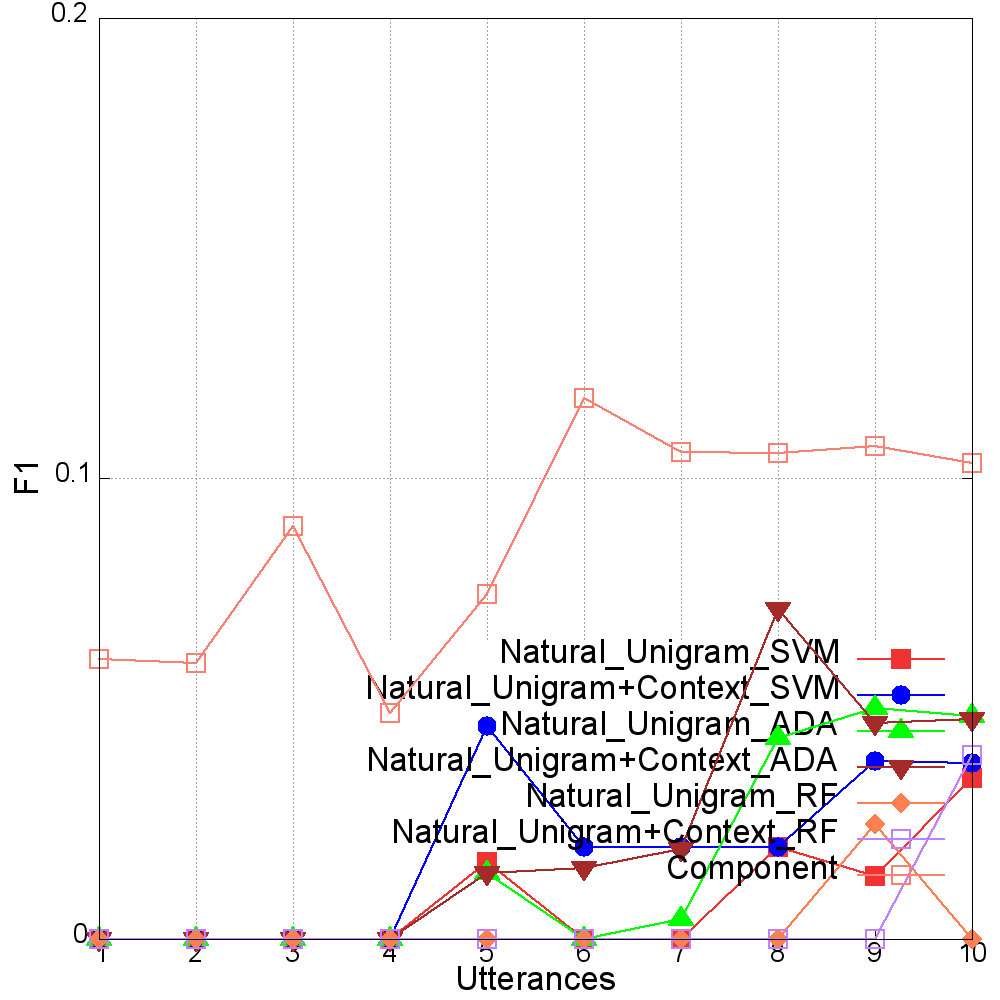 0.2
0.1
0
F1
Natural_Unigram_SVM
Natural_Unigram+Context_SVM
Natural_Unigram_ADA
Natural_Unigram+Context_ADA
Natural_Unigram_RF
Natural_Unigram+Context_RF
Component
1 2 3 4 5 6 7 8 9 10
Utterances